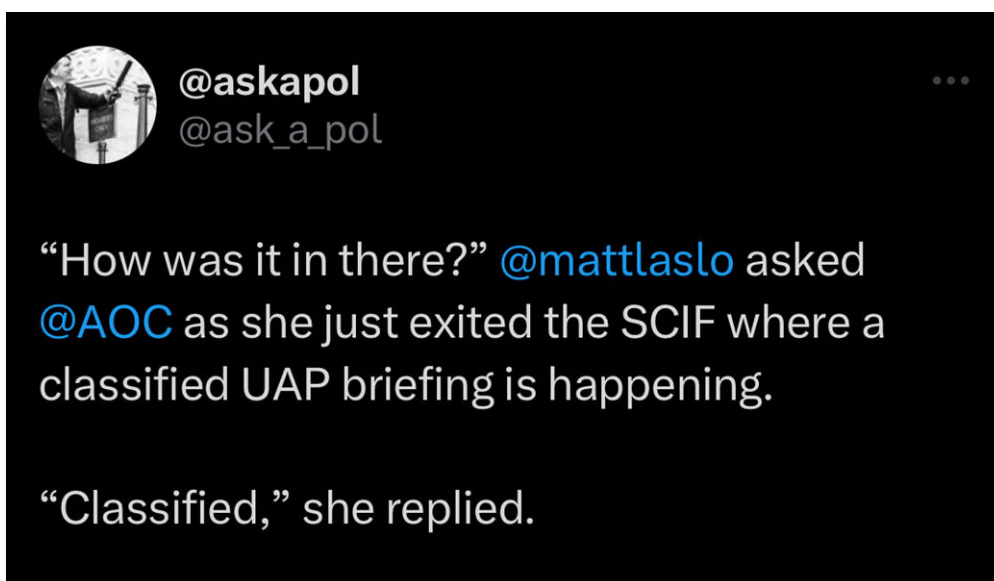 @askapol
@ask_a_pol
“How was it in there?” @mattlaslo asked
@AOC as she just exited the SCIF where a
classified UAP briefing is happening.
“Classified,” she replied.